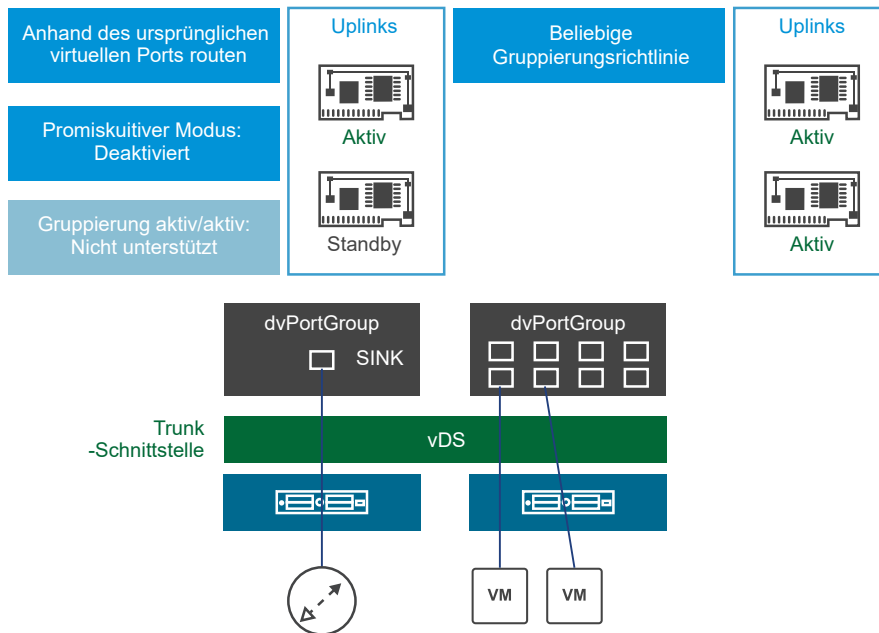 Anhand des ursprünglichen
virtuellen Ports routen
Promiskuitiver Modus:
Deaktiviert
Gruppierung aktiv/aktiv:
Nicht unterstützt
Uplinks
Aktiv
Standby
Beliebige
Gruppierungsrichtlinie
Uplinks
Aktiv
Aktiv
dvPortGroup
SINK
dvPortGroup
Trunk
-Schnittstelle
vDS
VM
VM